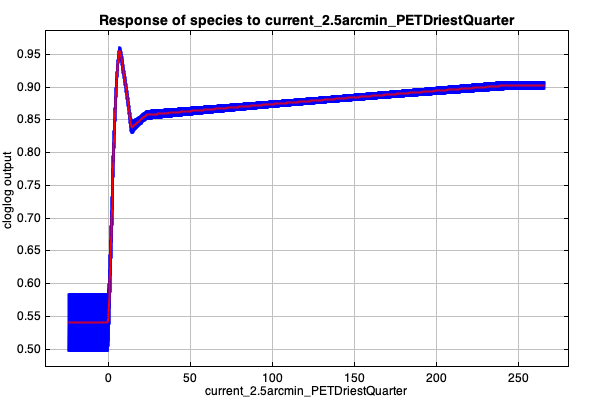 Response of species to current_2.5arcmin_PETDriestQuarter
0.95
0.90
0.85
0.80
0.75
0.70
0.65
0.60
0.55
0.50
cloglog output
0 50 100 150 200 250
current_2.5arcmin_PETDriestQuarter